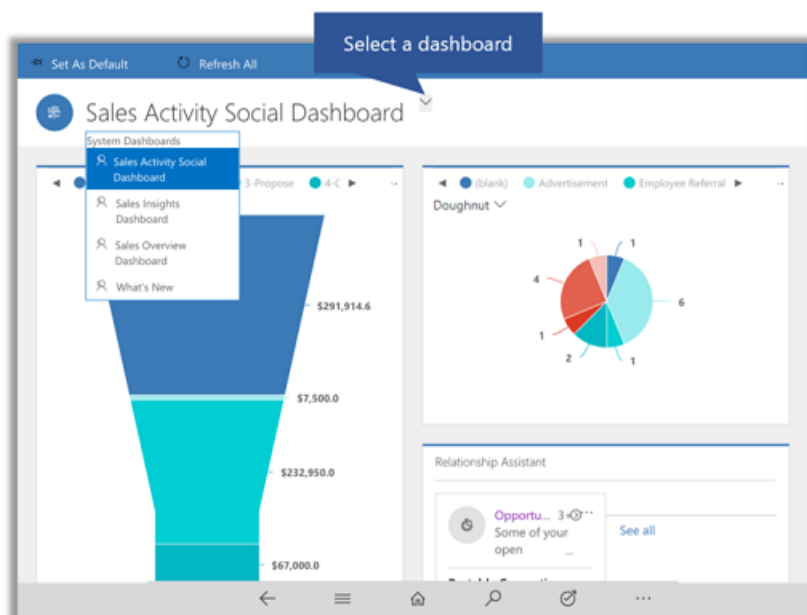 Select a dashboard
Set As Default
Refresh All
Sales Activity Social Dashboard
System Dashboards
Sales Activity Social
Dashboard
Sales Insights
Dashboard
Sales Overview
Dashboard
What's New
3-Propose
4-C
$291,914.6
$7,500.0
$232,950.0
$67,000.0
(blank)
Advertisement
Employee Referral
...
Doughnut
1
1
4
6
1
2
1
Relationship Assistant
Opportu... 3
Some of your
open ...
See all